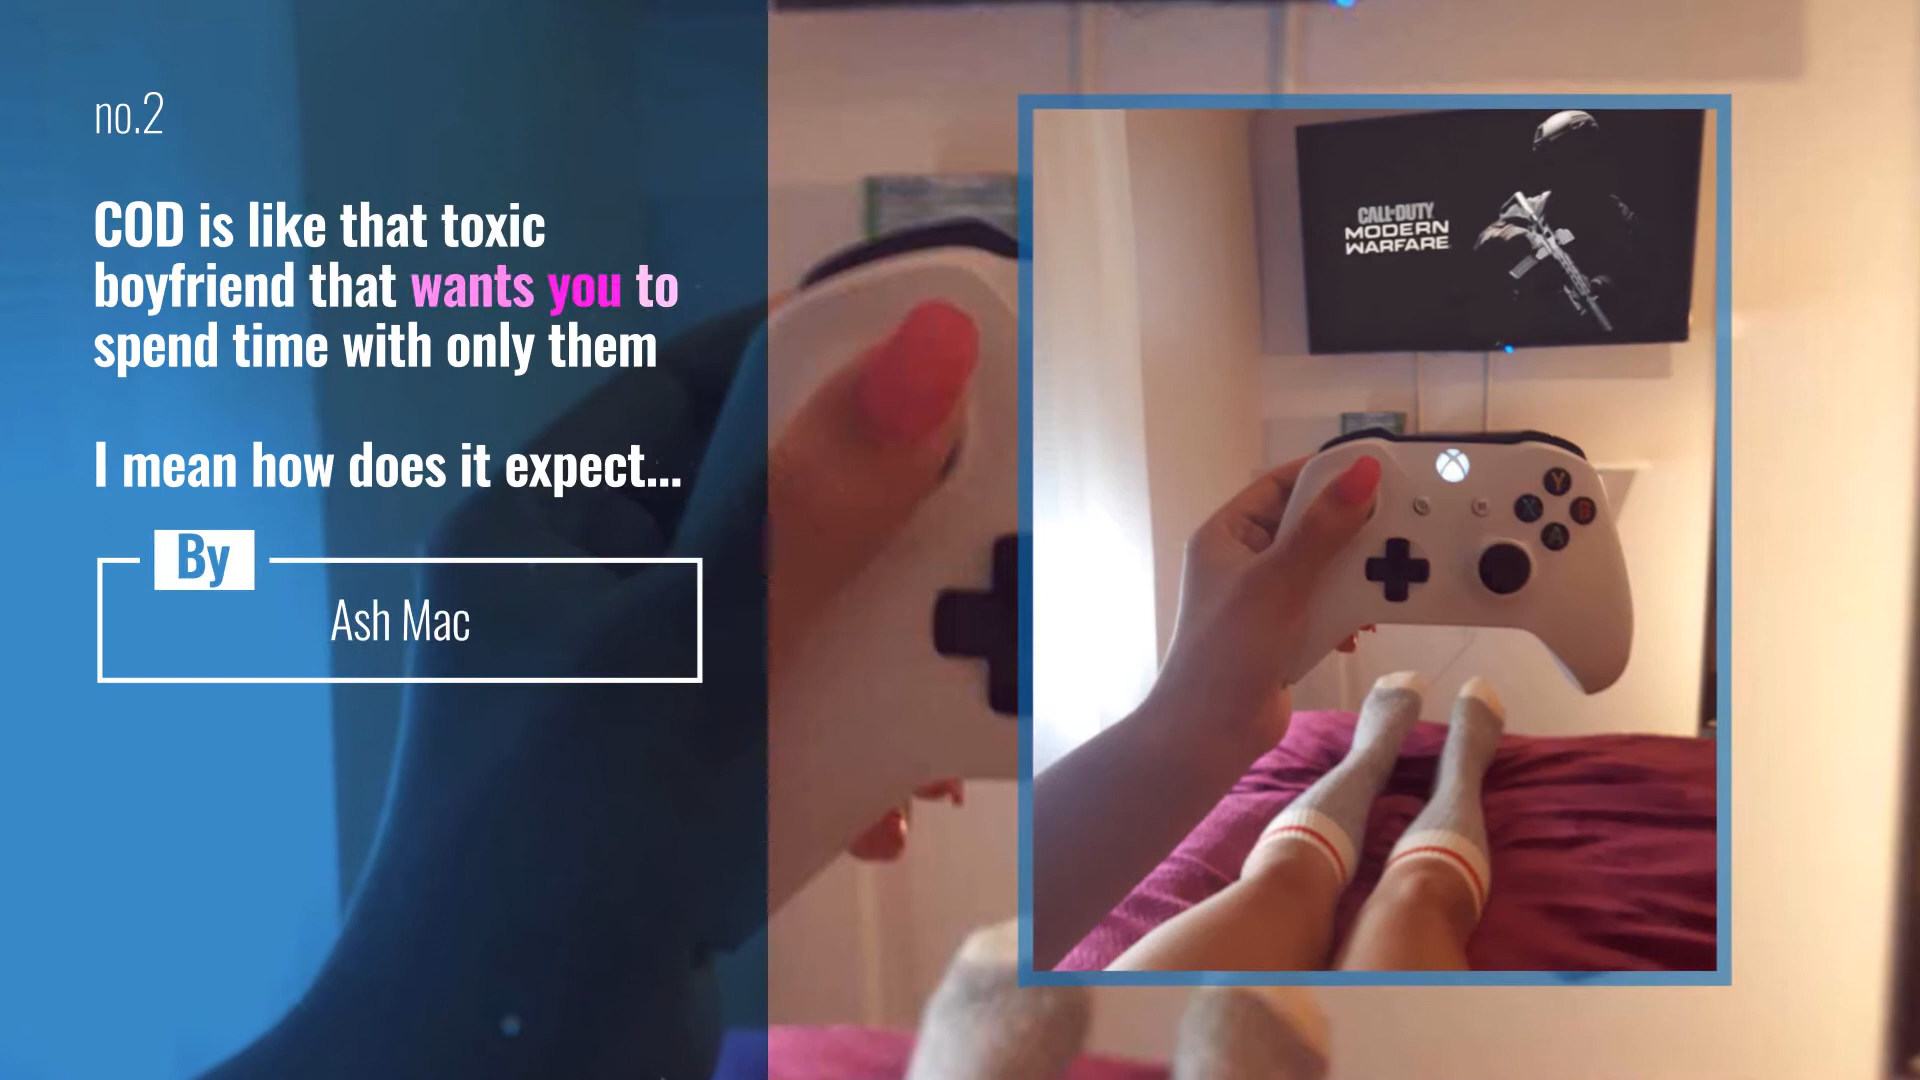 no.2
COD is like that toxic
boyfriend that wants you to
spend time with only them
I mean how does it expect...
By
Ash Mac
CALL OF DUTY
MODERN
WARFARE
Y
X
B
A